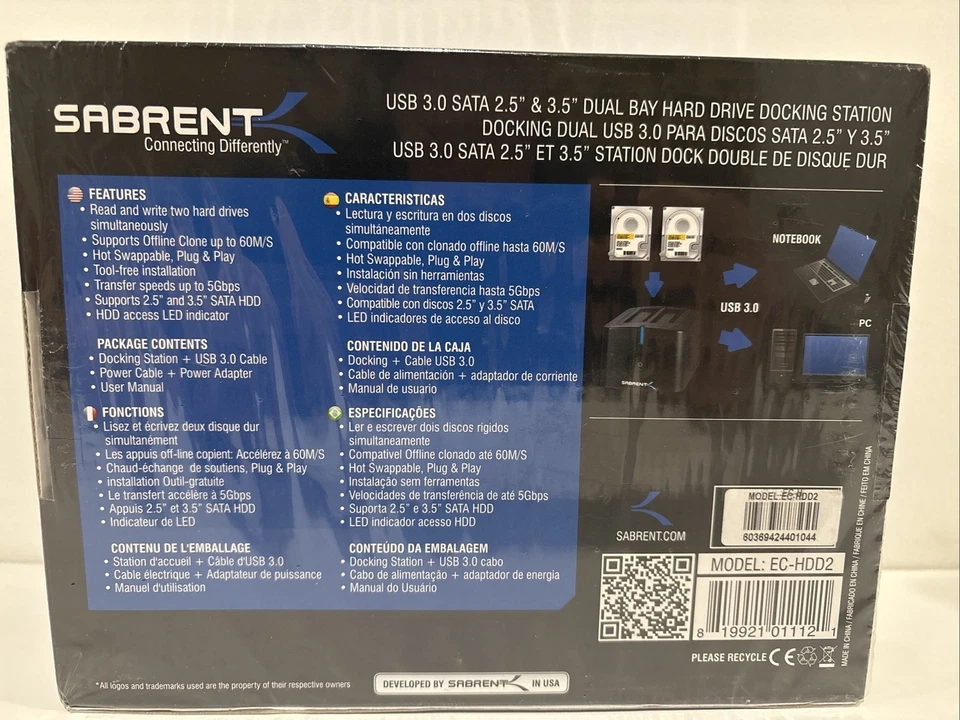 SABRENT
Connecting Differently™
USB 3.0 SATA 2.5” & 3.5” DUAL BAY HARD DRIVE DOCKING STATION
DOCKING DUAL USB 3.0 PARA DISCOS SATA 2.5” Y 3.5”
USB 3.0 SATA 2.5” ET 3.5” STATION DOCK DOUBLE DE DISQUE DUR
FEATURES
• Read and write two hard drives
simultaneously
• Supports Offline Clone up to 60M/S
• Hot Swappable, Plug & Play
• Tool-free installation
• Transfer speeds up to 5Gbps
• Supports 2.5” and 3.5” SATA HDD
• HDD access LED indicator
PACKAGE CONTENTS
• Docking Station + USB 3.0 Cable
• Power Cable + Power Adapter
• User Manual
CARACTERISTICAS
• Lectura y escritura en dos discos
simultáneamente
• Compatible con clonado offline hasta 60M/S
• Hot Swappable, Plug & Play
• Instalación sin herramientas
• Velocidad de transferencia hasta 5Gbps
• Compatible con discos 2.5” y 3.5” SATA
• LED indicadores de acceso al disco
CONTENIDO DE LA CAJA
• Docking + Cable USB 3.0
• Cable de alimentación + adaptador de corriente
• Manual de usuario
FONCTIONS
• Lisez et écrivez deux disque dur
simultanément
• Les appuis off-line copient: Accélérez à 60M/S
• Chaud-échange de soutiens, Plug & Play
• installation Outil-gratuite
• Le transfert accélère à 5Gbps
• Appuis 2.5” et 3.5” SATA HDD
• Indicateur de LED
CONTENU DE L'EMBALLAGE
• Station d'accueil + Câble d'USB 3.0
• Cable électrique + Adaptateur de puissance
• Manuel d'utilisation
ESPECIFICAÇÕES
• Ler e escrever dois discos rígidos
simultaneamente
• Compativel Offline clonado até 60M/S
• Hot Swappable, Plug & Play
• Instalação sem ferramentas
• Velocidades de transferência de até 5Gbps
• Suporta 2.5” e 3.5” SATA HDD
• LED indicador acesso HDD
CONTEÚDO DA EMBALAGEM
• Docking Station + USB 3.0 cabo
• Cabo de alimentação + adaptador de energia
• Manual do Usuário
NOTEBOOK
USB 3.0
PC
SABRENT
SABRENT.COM
MODEL:EC-HDD2
60369424401044
MODEL: EC-HDD2
8 19921 01112 1
PLEASE RECYCLE CE
MADE IN CHINA / FABRICADO EN CHINA / FABRIQUE EN CHINE / FEITO EM CHINA
*All logos and trademarks used are the property of their respective owners
DEVELOPED BY SABRENT IN USA